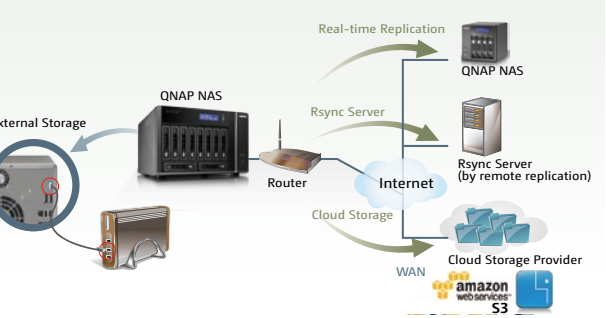 Real-time Replication
QNAP NAS
QNAP NAS
xternal Storage
Rsync Server
Router
Rsync Server
(by remote replication)
Internet
Cloud Storage
Cloud Storage Provider
WAN
amazon
web services™
S3